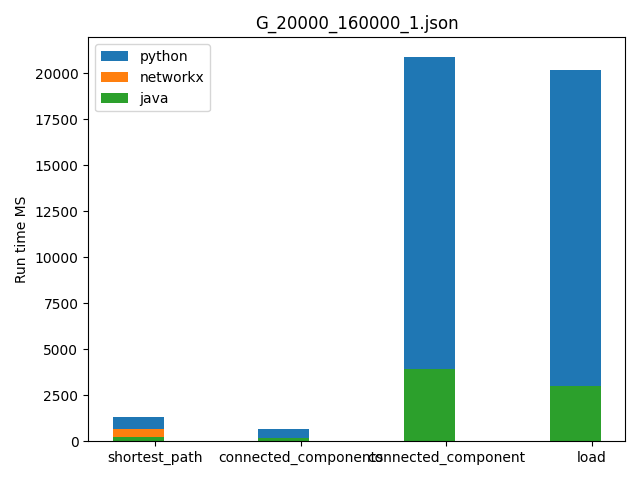 G_20000_160000_1.json
python
networkx
java
Run time MS
20000
17500
15000
12500
10000
7500
5000
2500
0
shortest_path
connected_components
connected_component
load